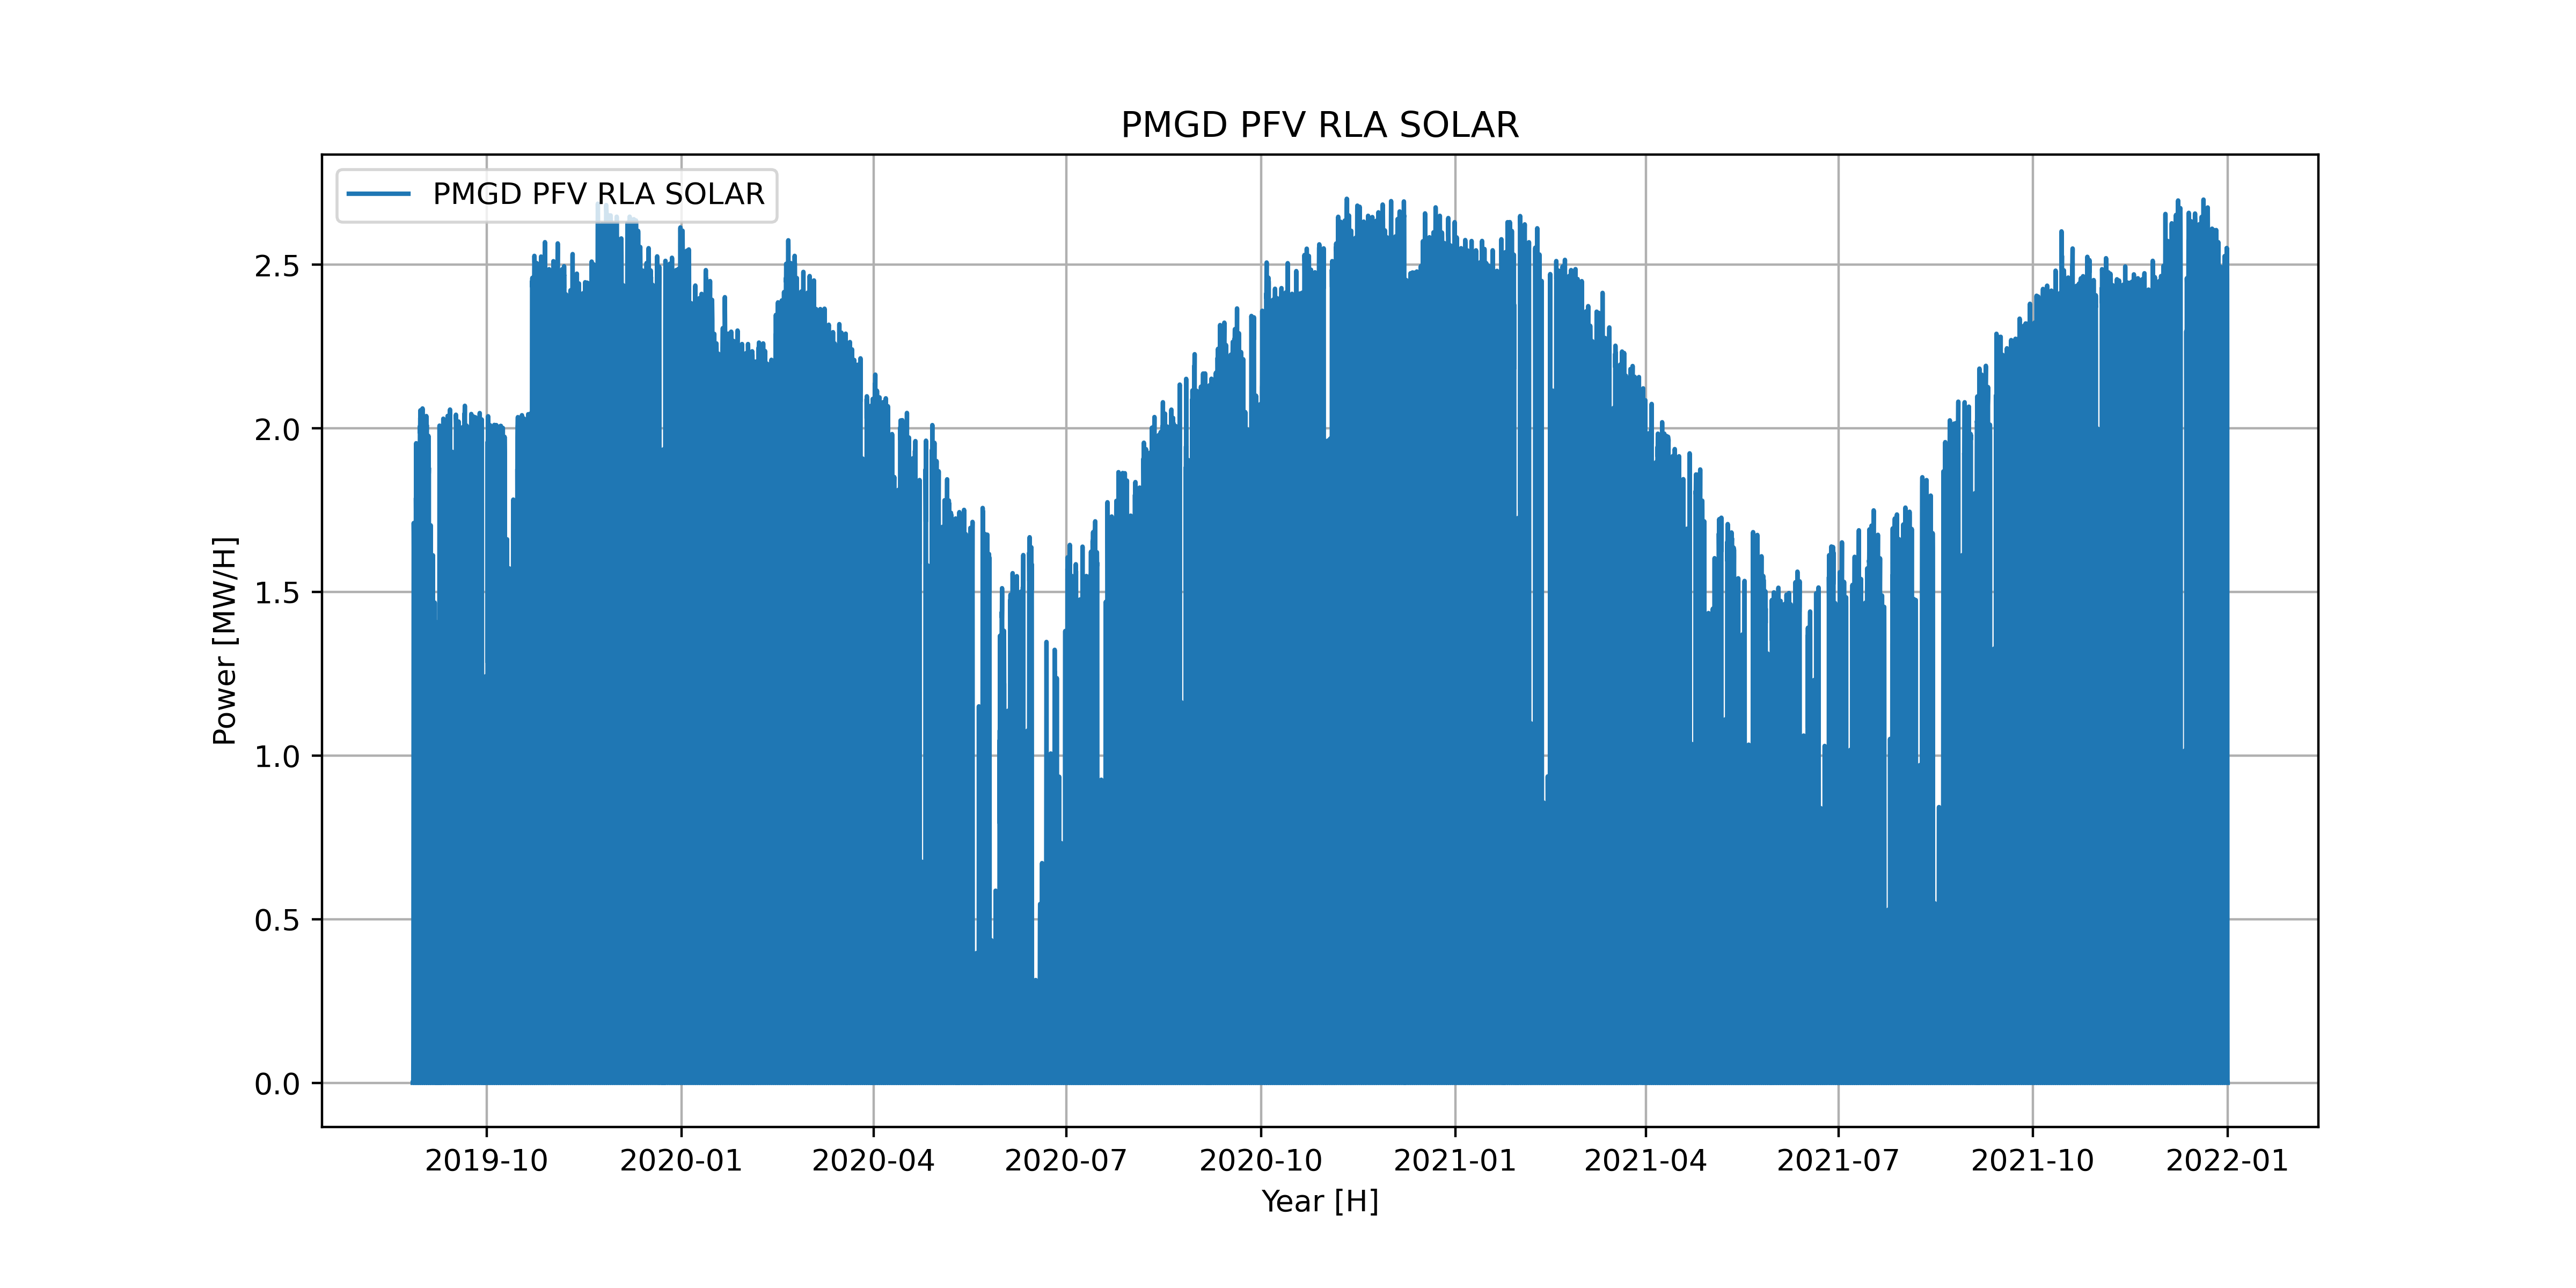 PMGD PFV RLA SOLAR
PMGD PFV RLA SOLAR
2.5
2.0
1.5
1.0
0.5
0.0
Power [MW/H]
2019-10 2020-01 2020-04 2020-07 2020-10 2021-01 2021-04 2021-07 2021-10 2022-01
Year [H]